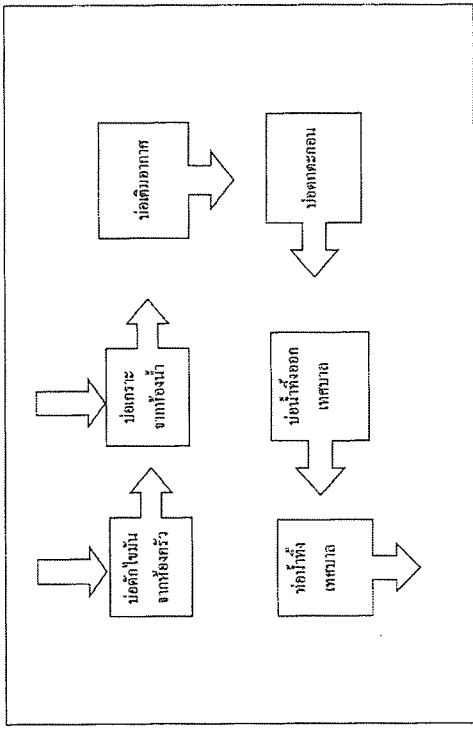 บ่อดักไขมัน
จากห้องครัว
บ่อเกราะ
จากห้องน้ำ
บ่อเติมอากาศ
บ่อตกตะกอน
บ่อน้ำทิ้งออก
เทศบาล
ท่อน้ำทิ้ง
เทศบาล